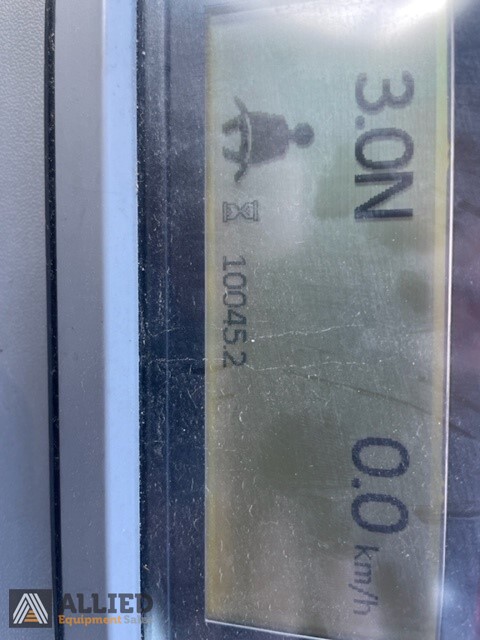 3.0N
10045.2
0.0 km/h
ALLIED
Equipment Sales